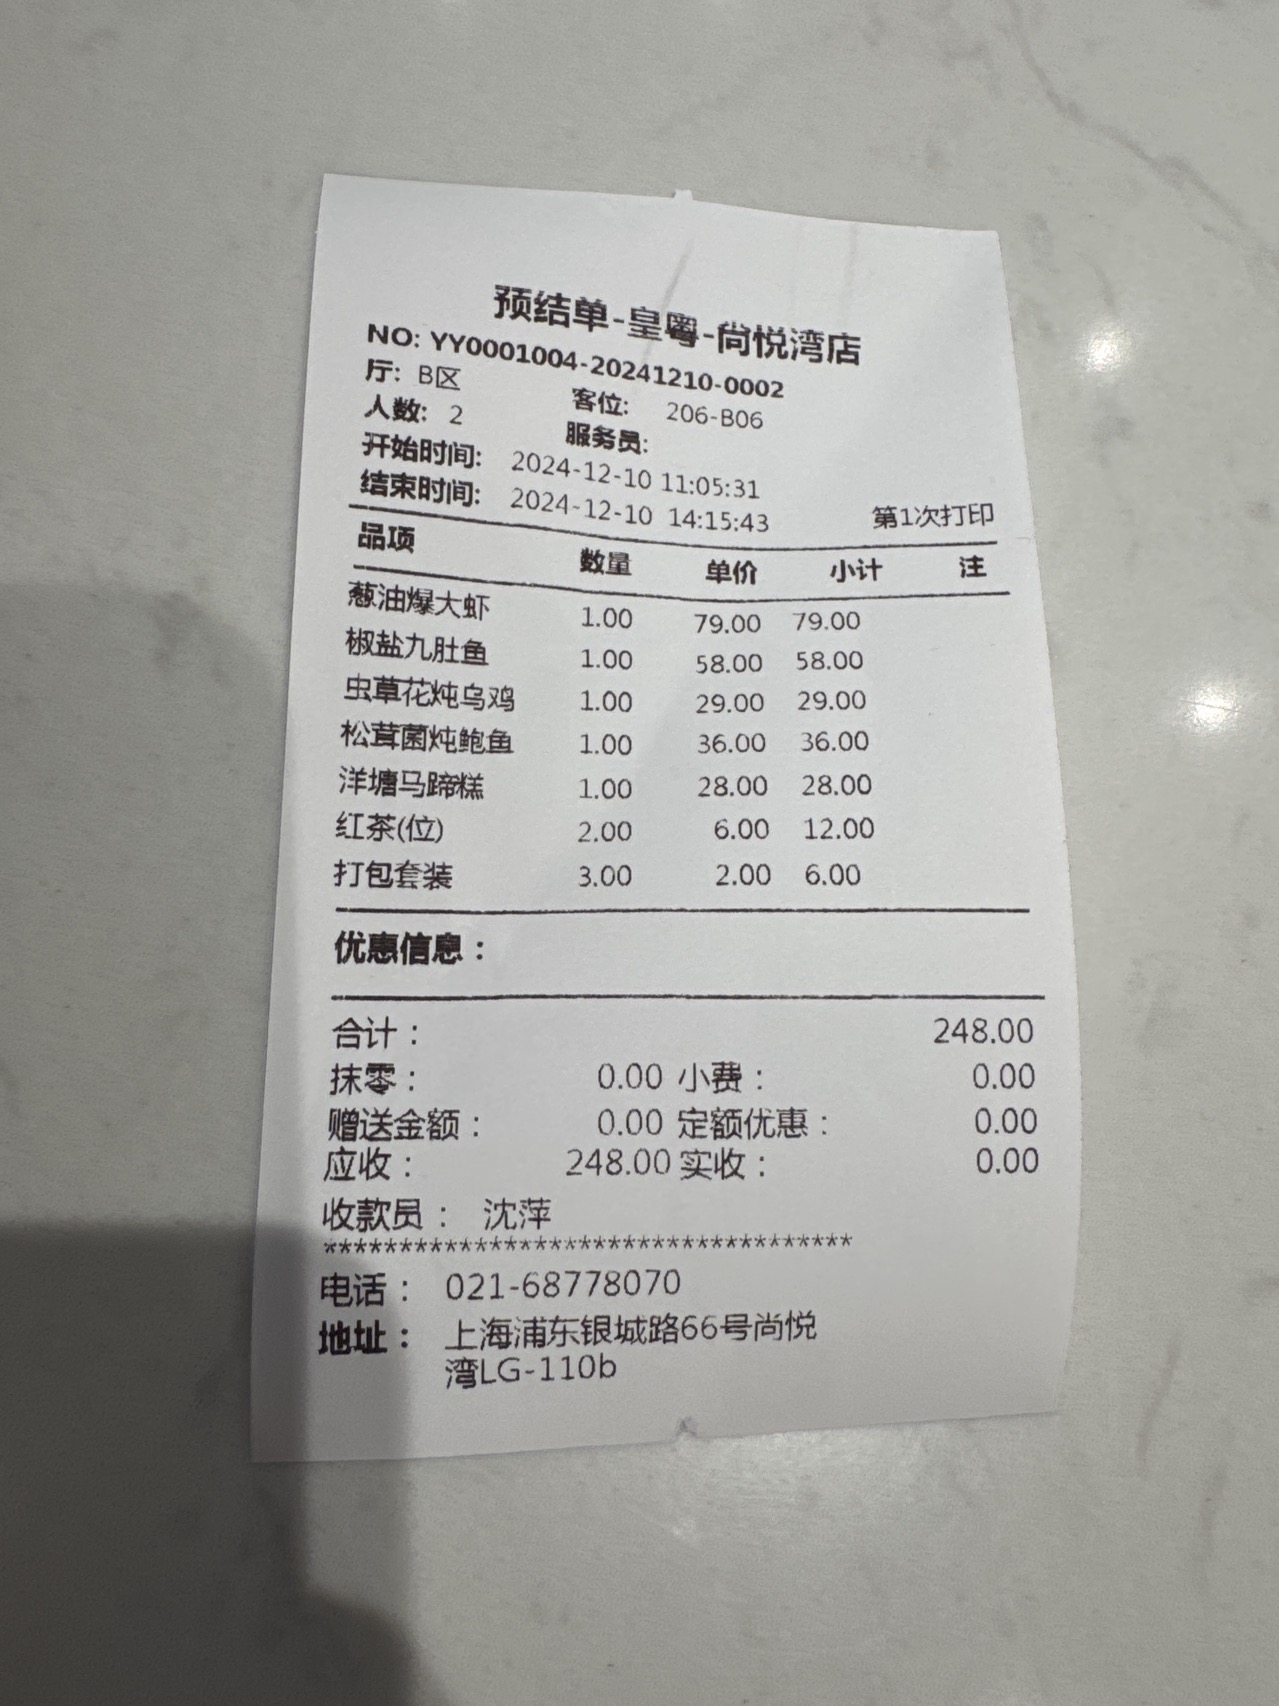 预结单-皇粤-尚悦湾店
NO: YY0001004-20241210-0002
厅: B区 客位: 206-B06
人数: 2 服务员:
开始时间: 2024-12-10 11:05:31
结束时间: 2024-12-10 14:15:43 第1次打印
品项 数量 单价 小计 注
葱油爆大虾 1.00 79.00 79.00
椒盐九肚鱼 1.00 58.00 58.00
虫草花炖乌鸡 1.00 29.00 29.00
松茸菌炖鲍鱼 1.00 36.00 36.00
洋塘马蹄糕 1.00 28.00 28.00
红茶(位) 2.00 6.00 12.00
打包套装 3.00 2.00 6.00
优惠信息：
合计： 248.00
抹零： 0.00 小费： 0.00
赠送金额： 0.00 定额优惠： 0.00
应收： 248.00 实收： 0.00
收款员： 沈萍
************************************
电话： 021-68778070
地址： 上海浦东银城路66号尚悦
湾LG-110b